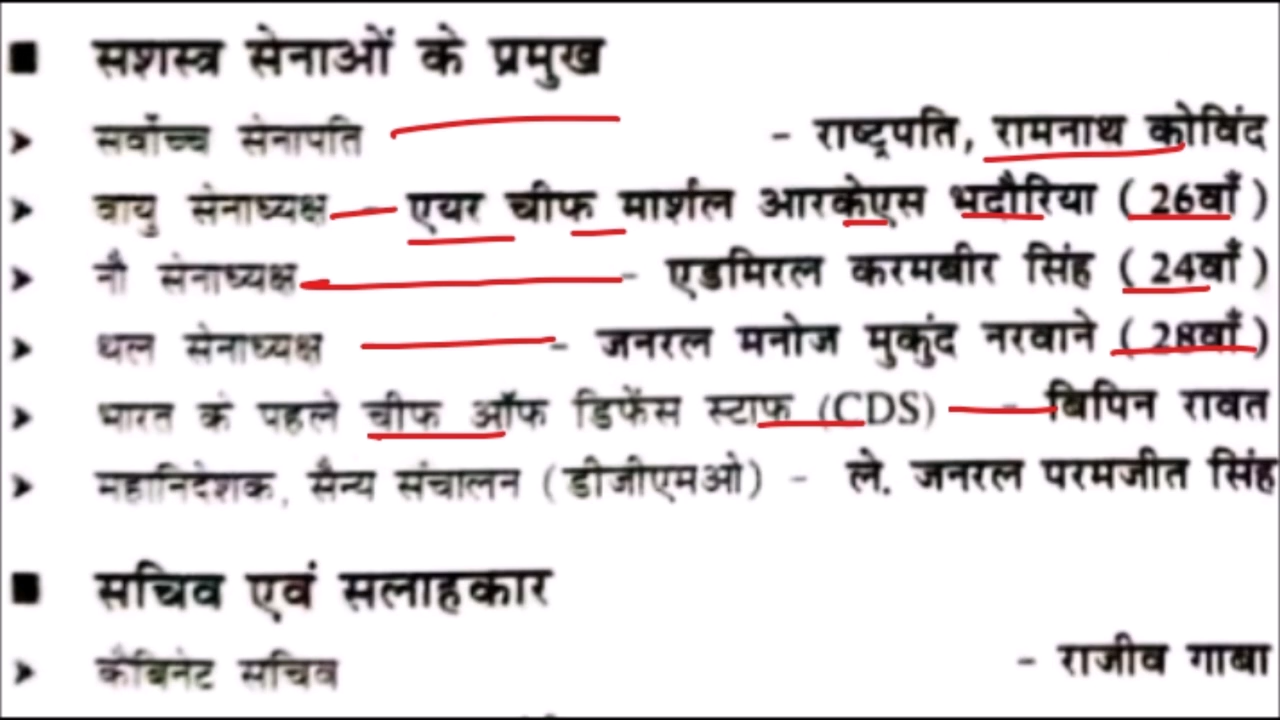 ■ सशस्त्र सेनाओं के प्रमुख
➤ सर्वोच्च सेनापति - राष्ट्रपति, रामनाथ कोविंद
➤ वायु सेनाध्यक्ष - एयर चीफ मार्शल आरकेएस भदौरिया (26वाँ)
➤ नौ सेनाध्यक्ष - एडमिरल करमबीर सिंह (24वाँ)
➤ थल सेनाध्यक्ष - जनरल मनोज मुकुंद नरवाने (28वाँ)
➤ भारत के पहले चीफ ऑफ डिफेंस स्टाफ (CDS) - बिपिन रावत
➤ महानिदेशक, सैन्य संचालन (डीजीएमओ) - ले. जनरल परमजीत सिंह
■ सचिव एवं सलाहकार
➤ कैबिनेट सचिव - राजीव गाबा